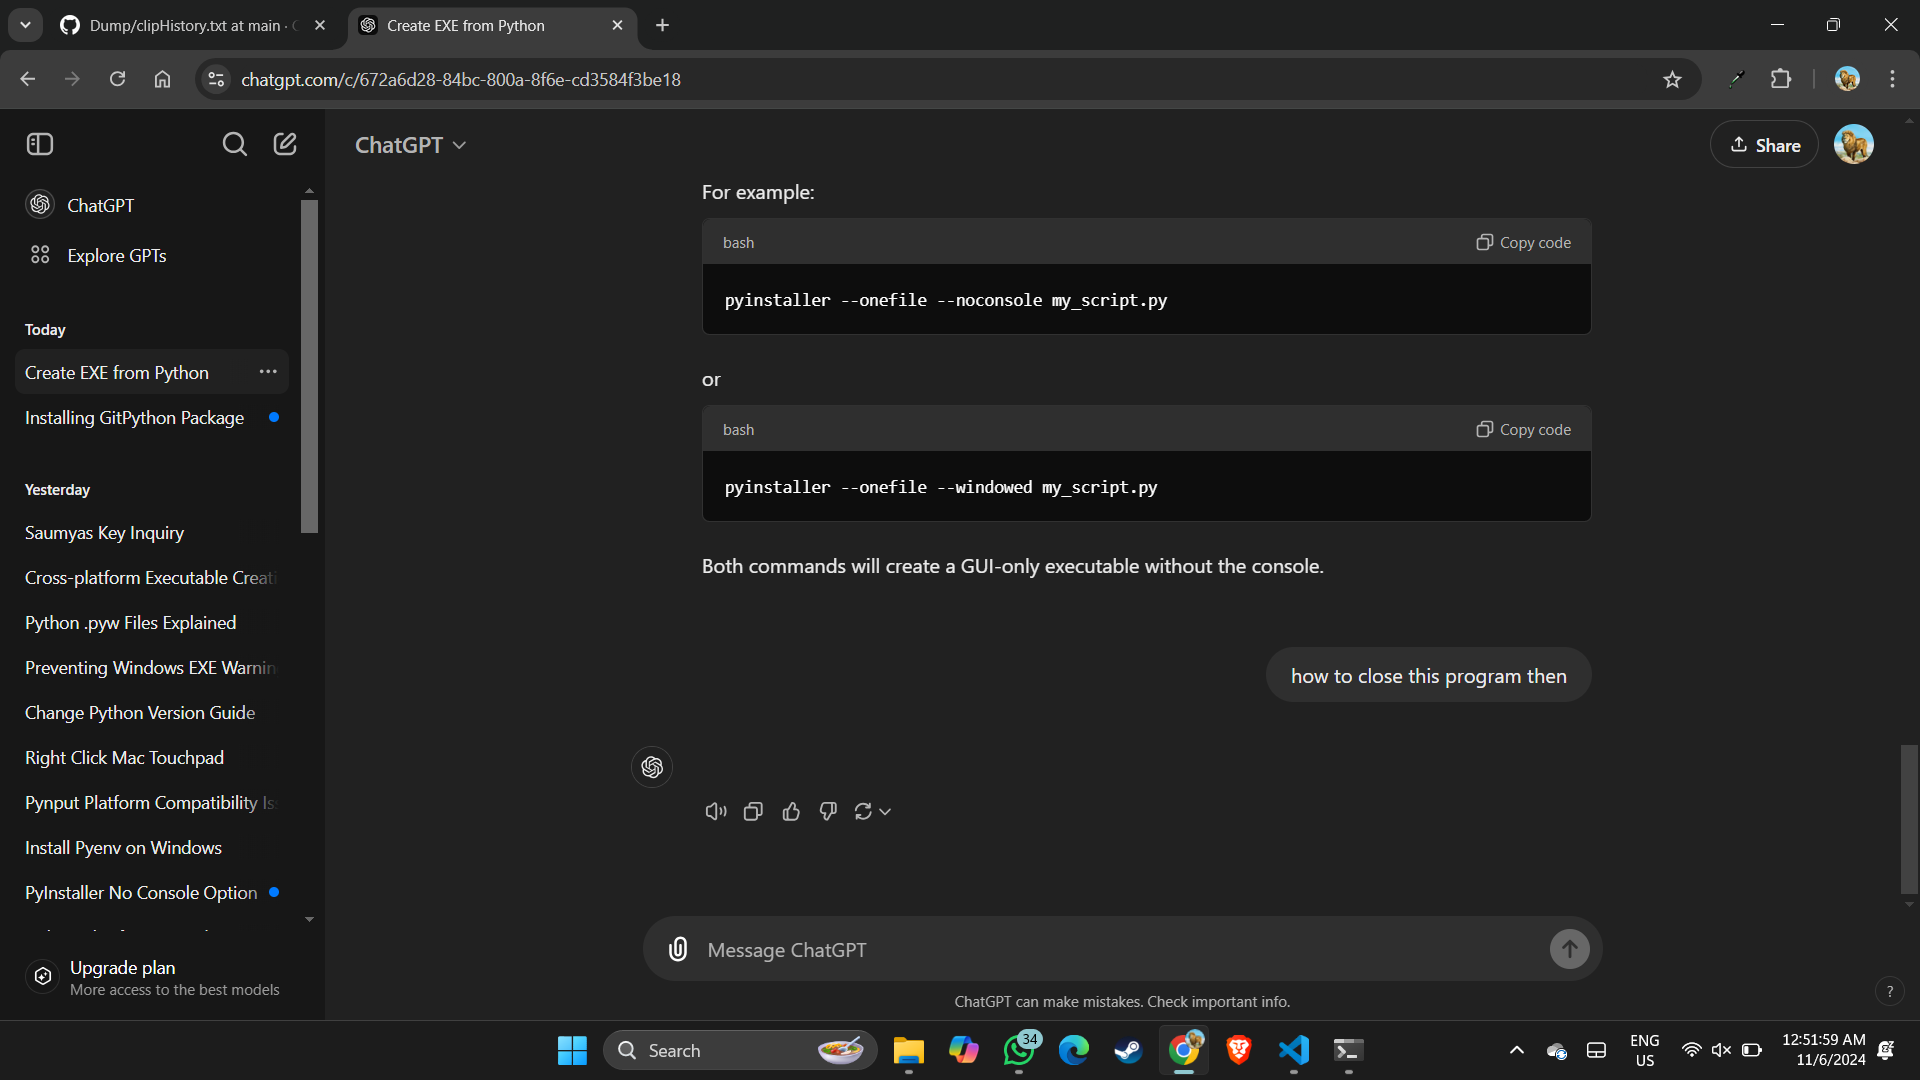 Dump/clipHistory.txt at main ·
Create EXE from Python
chatgpt.com/c/672a6d28-84bc-800a-8f6e-cd3584f3be18
ChatGPT
Share
ChatGPT
Explore GPTs
Today
Create EXE from Python
Installing GitPython Package
Yesterday
Saumyas Key Inquiry
Cross-platform Executable Creati
Python .pyw Files Explained
Preventing Windows EXE Warnin
Change Python Version Guide
Right Click Mac Touchpad
Pynput Platform Compatibility Is
Install Pyenv on Windows
PyInstaller No Console Option
Upgrade plan
More access to the best models
For example:
bash
Copy code
pyinstaller --onefile --noconsole my_script.py
or
bash
Copy code
pyinstaller --onefile --windowed my_script.py
Both commands will create a GUI-only executable without the console.
how to close this program then
Message ChatGPT
ChatGPT can make mistakes. Check important info.
?
Search
34
ENG
US
12:51:59 AM
11/6/2024